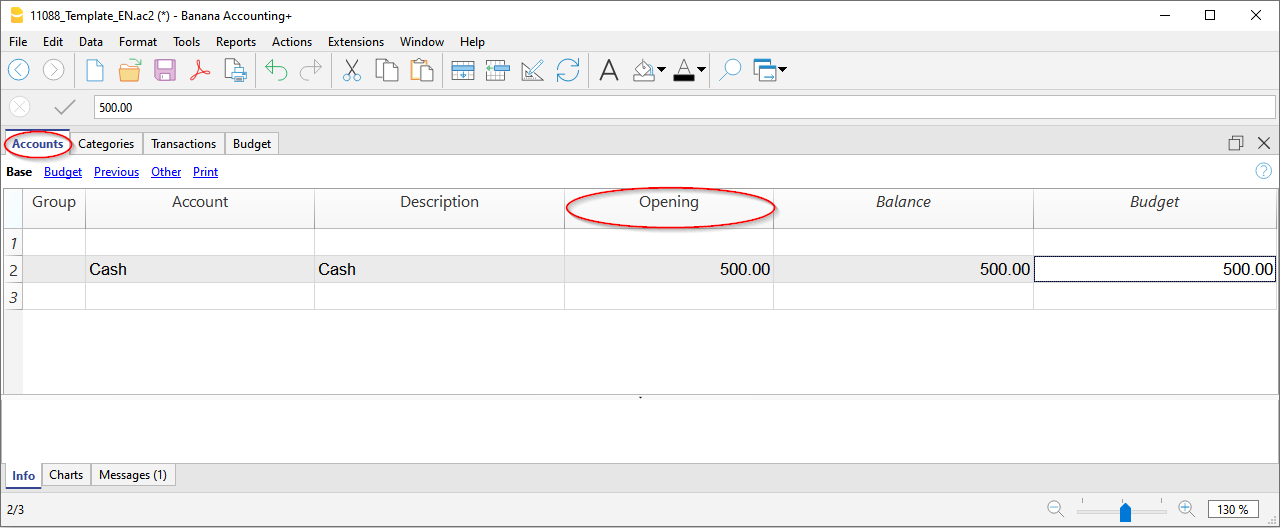 11088_Template_EN.ac2 (*) - Banana Accounting+
File Edit Data Format Tools Reports Actions Extensions Window Help
500.00
Accounts Categories Transactions Budget
Base Budget Previous Other Print
Group Account Description Opening Balance Budget
1
2 Cash Cash 500.00 500.00 500.00
3
Info Charts Messages (1)
2/3 130 %